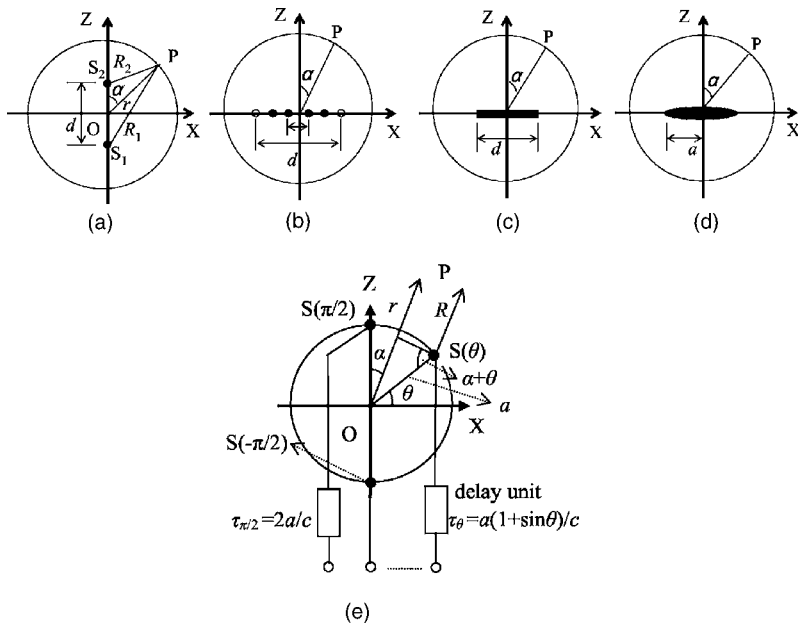 Z
P
S₂
R₂
α
r
d
O
R₁
X
S₁
(a)
Z
P
α
X
d
(b)
Z
P
α
X
d
(c)
Z
P
α
X
a
(d)
Z
P
S(π/2)
r
R
S(θ)
α
α+θ
θ
a
X
O
S(-π/2)
delay unit
τπ/2=2a/c
τθ=a(1+sinθ)/c
(e)